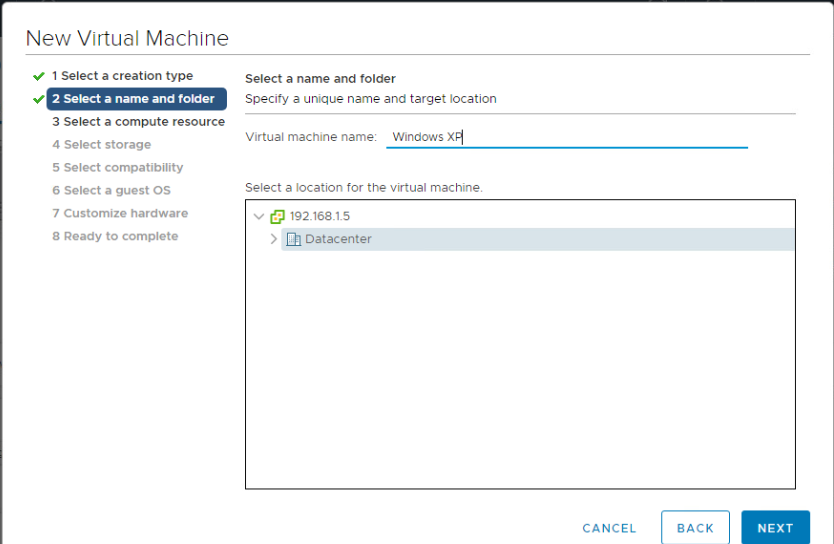 New Virtual Machine
1 Select a creation type
2 Select a name and folder
3 Select a compute resource
4 Select storage
5 Select compatibility
6 Select a guest OS
7 Customize hardware
8 Ready to complete
Select a name and folder
Specify a unique name and target location
Virtual machine name: Windows XP
Select a location for the virtual machine.
192.168.1.5
Datacenter
CANCEL BACK NEXT